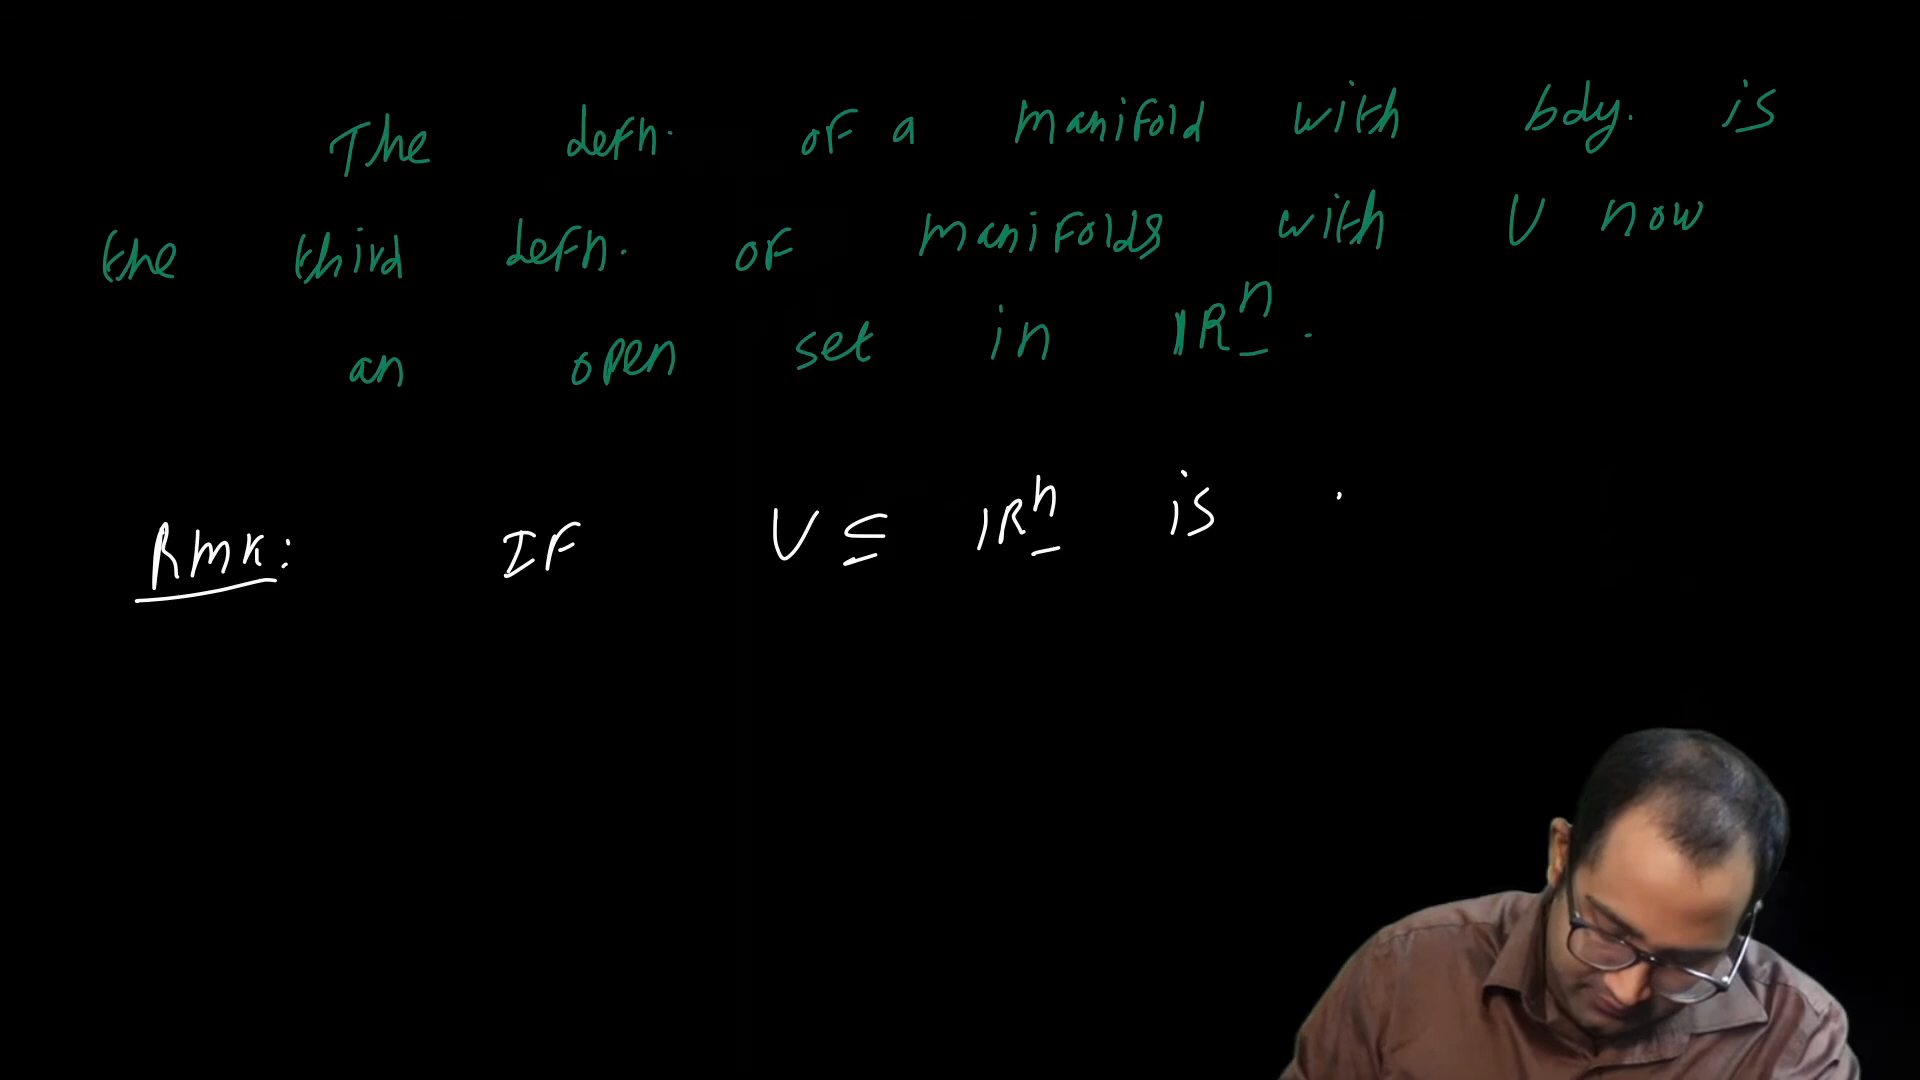 The defn. of a manifold with bdy. is
the third defn. of manifolds with U now
an open set in ℝⁿ₋.
Rmk: If U ⊆ ℝⁿ₋ is